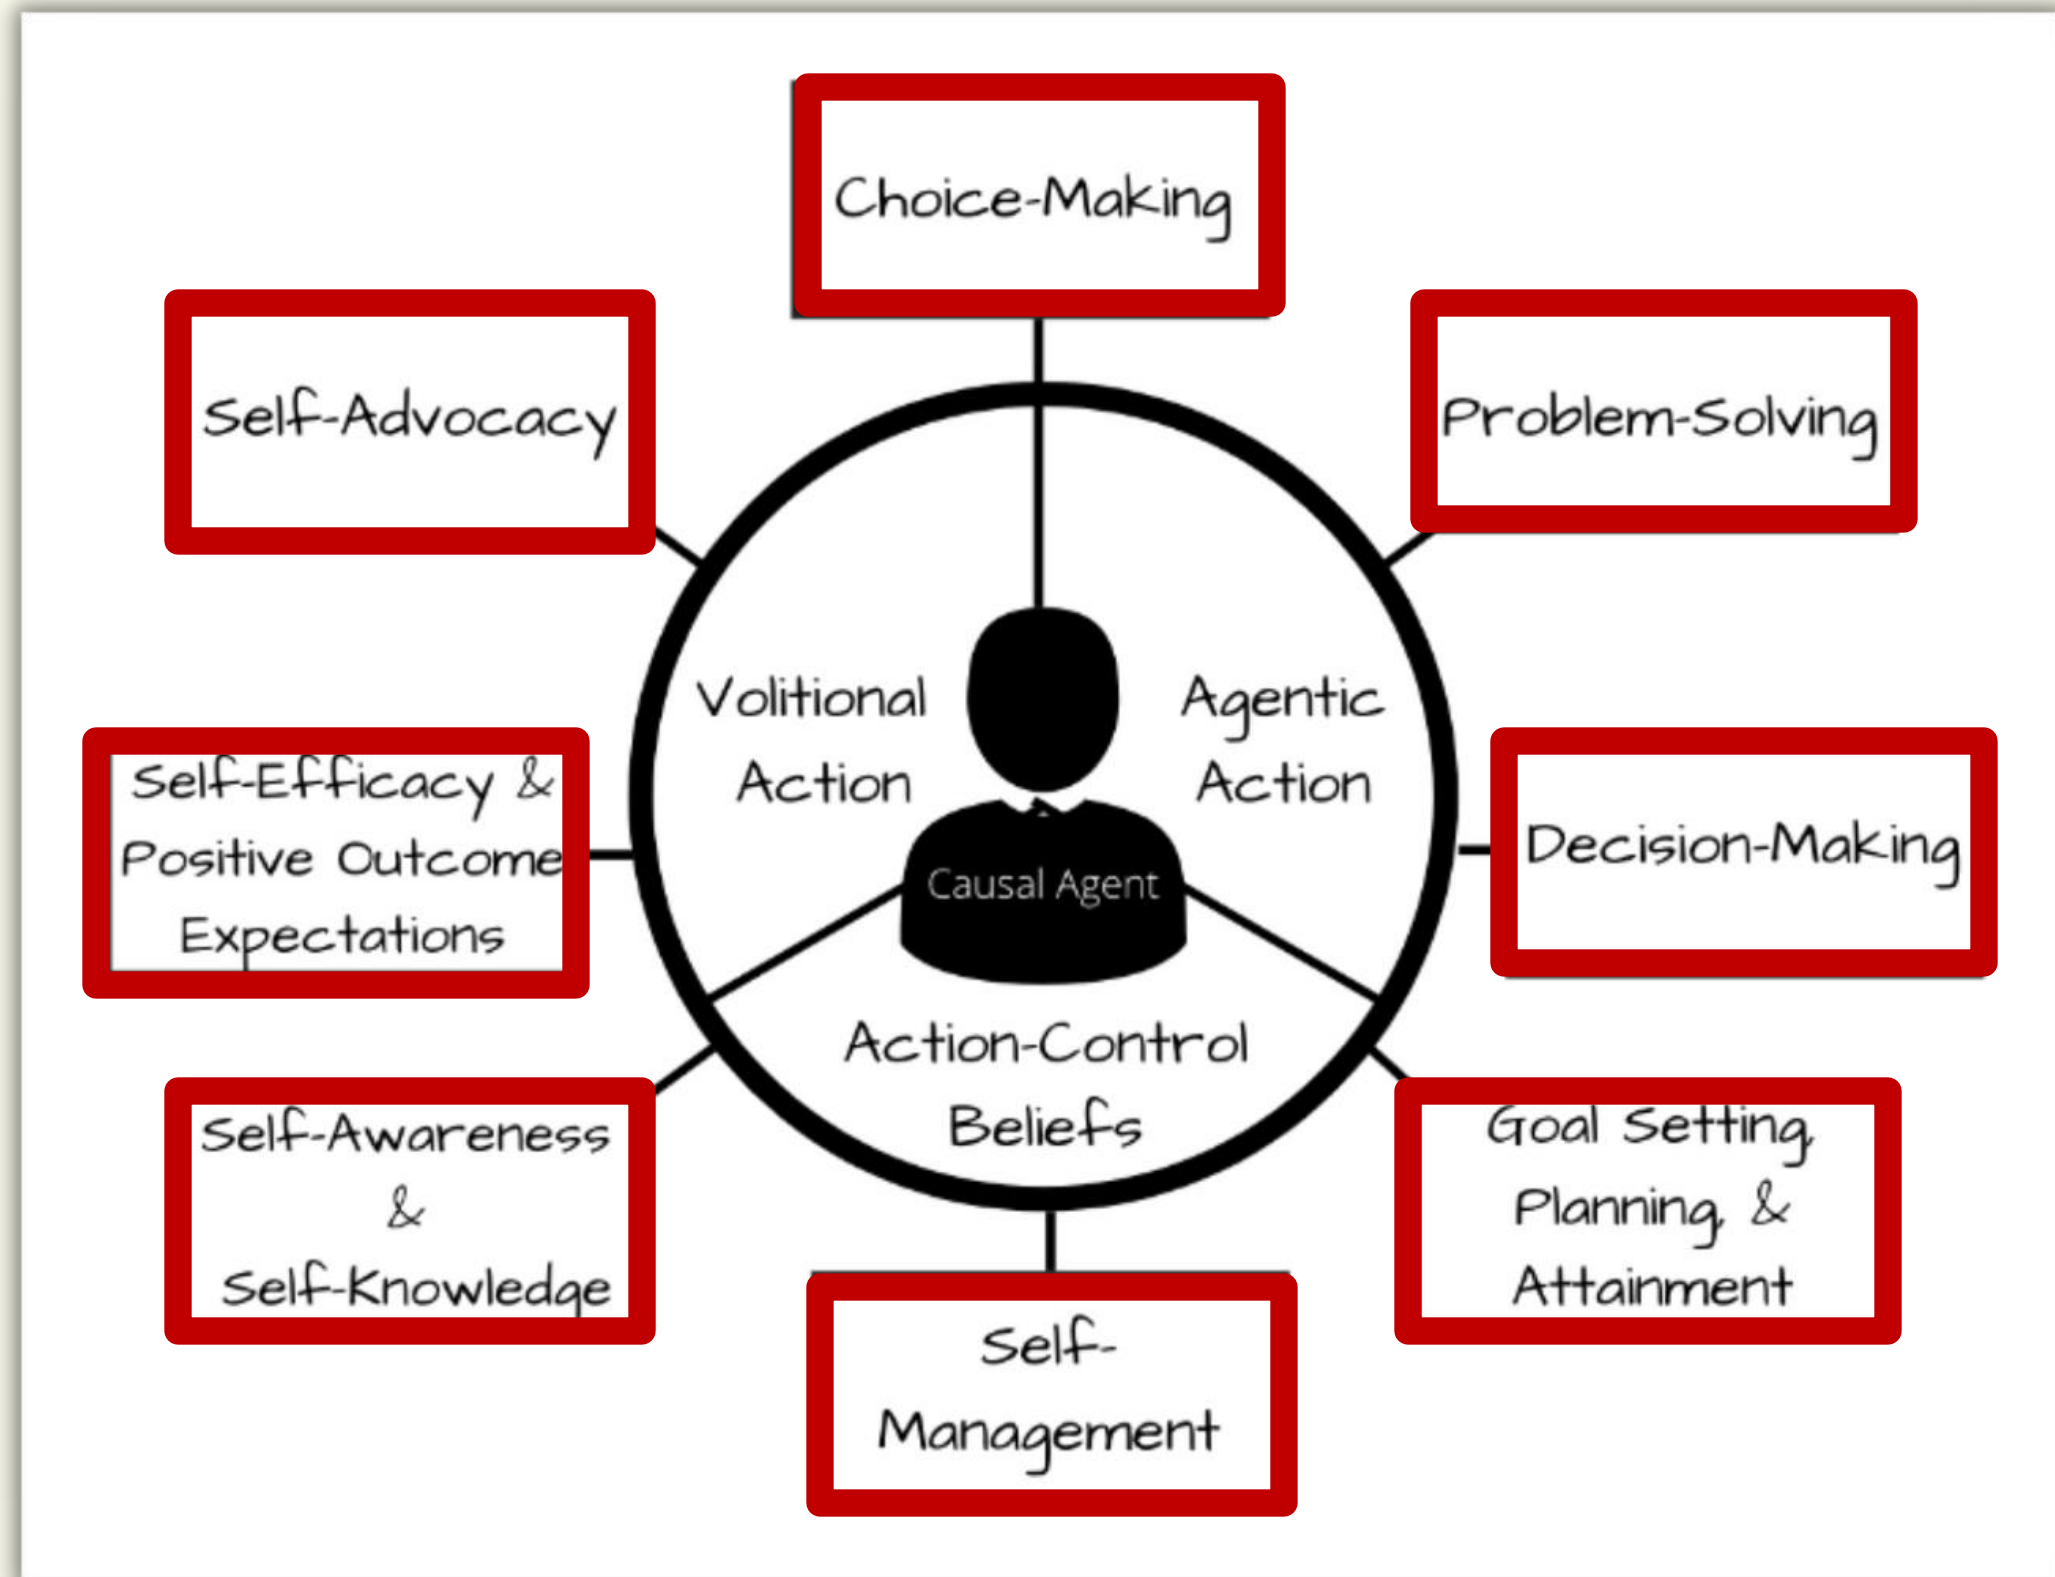 Choice-Making
Self-Advocacy
Problem-Solving
Volitional
Action
Agentic
Action
Causal Agent
Self-Efficacy &
Positive Outcome
Expectations
Decision-Making
Action-Control
Beliefs
Self-Awareness
&
Self-Knowledge
Goal Setting,
Planning, &
Attainment
Self-
Management